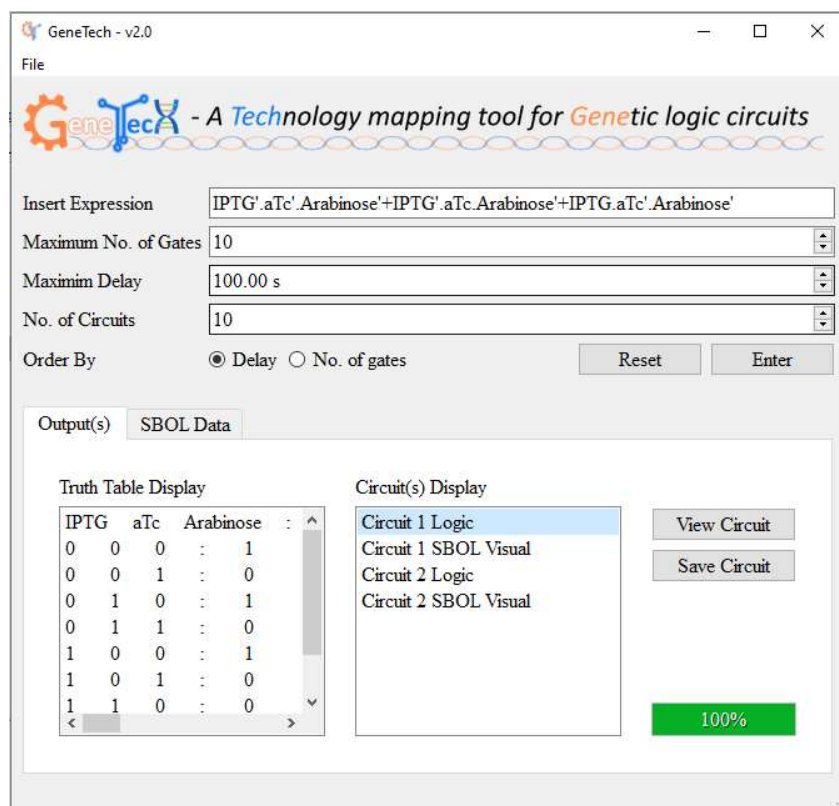 GeneTech - v2.0
File
GeneTech - A Technology mapping tool for Genetic logic circuits
Insert Expression IPTG'.aTc'.Arabinose'+IPTG'.aTc.Arabinose'+IPTG.aTc'.Arabinose'
Maximum No. of Gates 10
Maximim Delay 100.00 s
No. of Circuits 10
Order By Delay No. of gates Reset Enter
Output(s) SBOL Data
Truth Table Display Circuit(s) Display
IPTG aTc Arabinose :
0 0 0 : 1
0 0 1 : 0
0 1 0 : 1
0 1 1 : 0
1 0 0 : 1
1 0 1 : 0
1 1 0 : 0
Circuit 1 Logic
Circuit 1 SBOL Visual
Circuit 2 Logic
Circuit 2 SBOL Visual
View Circuit
Save Circuit
100%